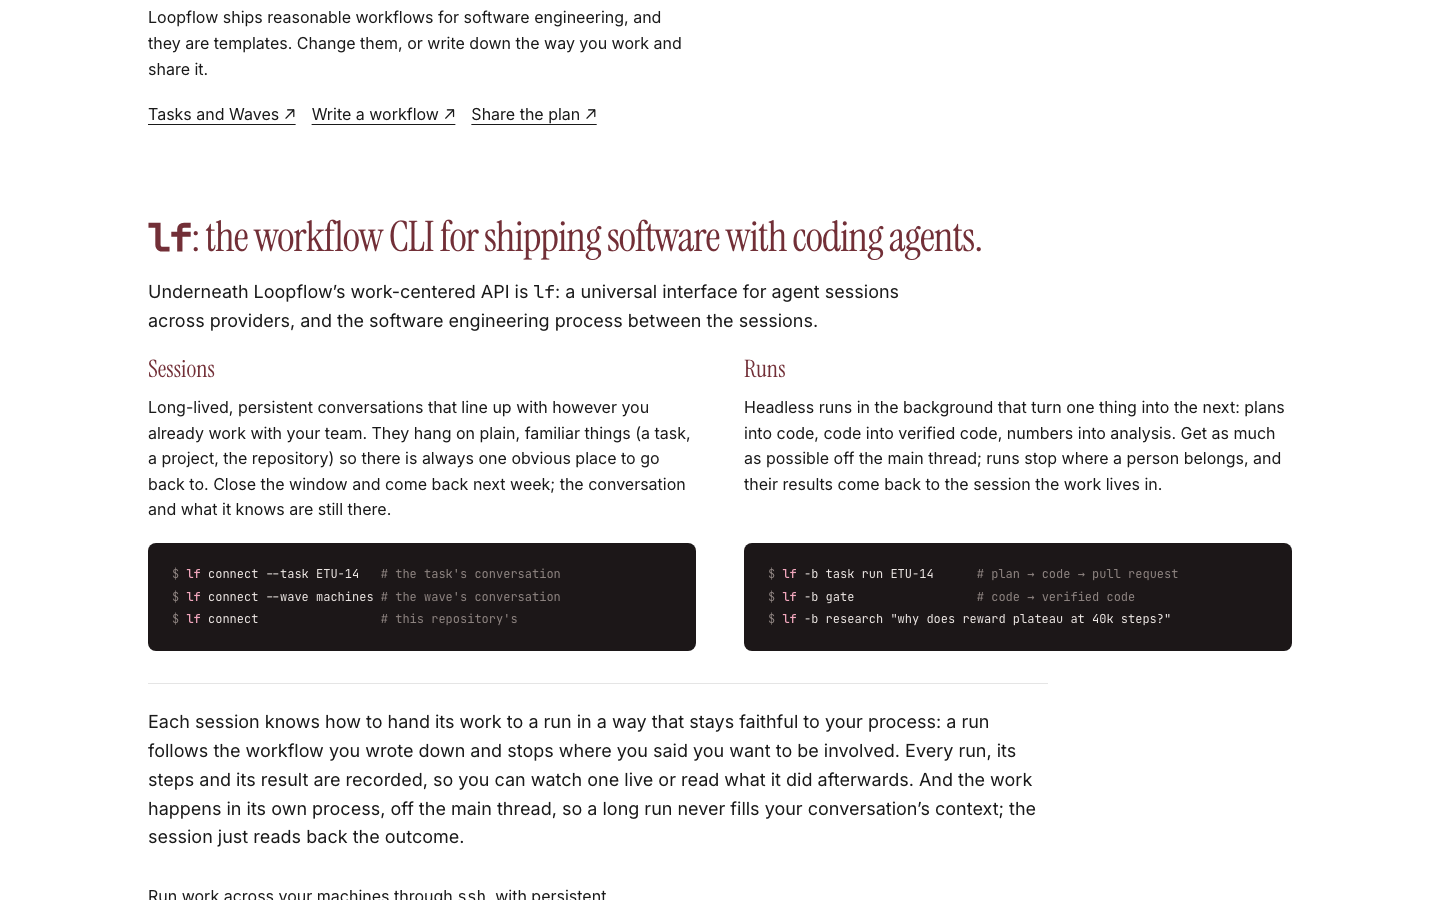 Loopflow ships reasonable workflows for software engineering, and
they are templates. Change them, or write down the way you work and
share it.
Tasks and Waves ↗ Write a workflow ↗ Share the plan ↗
lf: the workflow CLI for shipping software with coding agents.
Underneath Loopflow’s work-centered API is lf: a universal interface for agent sessions
across providers, and the software engineering process between the sessions.
Sessions
Long-lived, persistent conversations that line up with however you
already work with your team. They hang on plain, familiar things (a task,
a project, the repository) so there is always one obvious place to go
back to. Close the window and come back next week; the conversation
and what it knows are still there.
$ lf connect --task ETU-14 # the task's conversation
$ lf connect --wave machines # the wave's conversation
$ lf connect # this repository's
Runs
Headless runs in the background that turn one thing into the next: plans
into code, code into verified code, numbers into analysis. Get as much
as possible off the main thread; runs stop where a person belongs, and
their results come back to the session the work lives in.
$ lf -b task run ETU-14 # plan → code → pull request
$ lf -b gate # code → verified code
$ lf -b research "why does reward plateau at 40k steps?"
Each session knows how to hand its work to a run in a way that stays faithful to your process: a run
follows the workflow you wrote down and stops where you said you want to be involved. Every run, its
steps and its result are recorded, so you can watch one live or read what it did afterwards. And the work
happens in its own process, off the main thread, so a long run never fills your conversation’s context; the
session just reads back the outcome.
Run work across your machines through ssh, with persistent